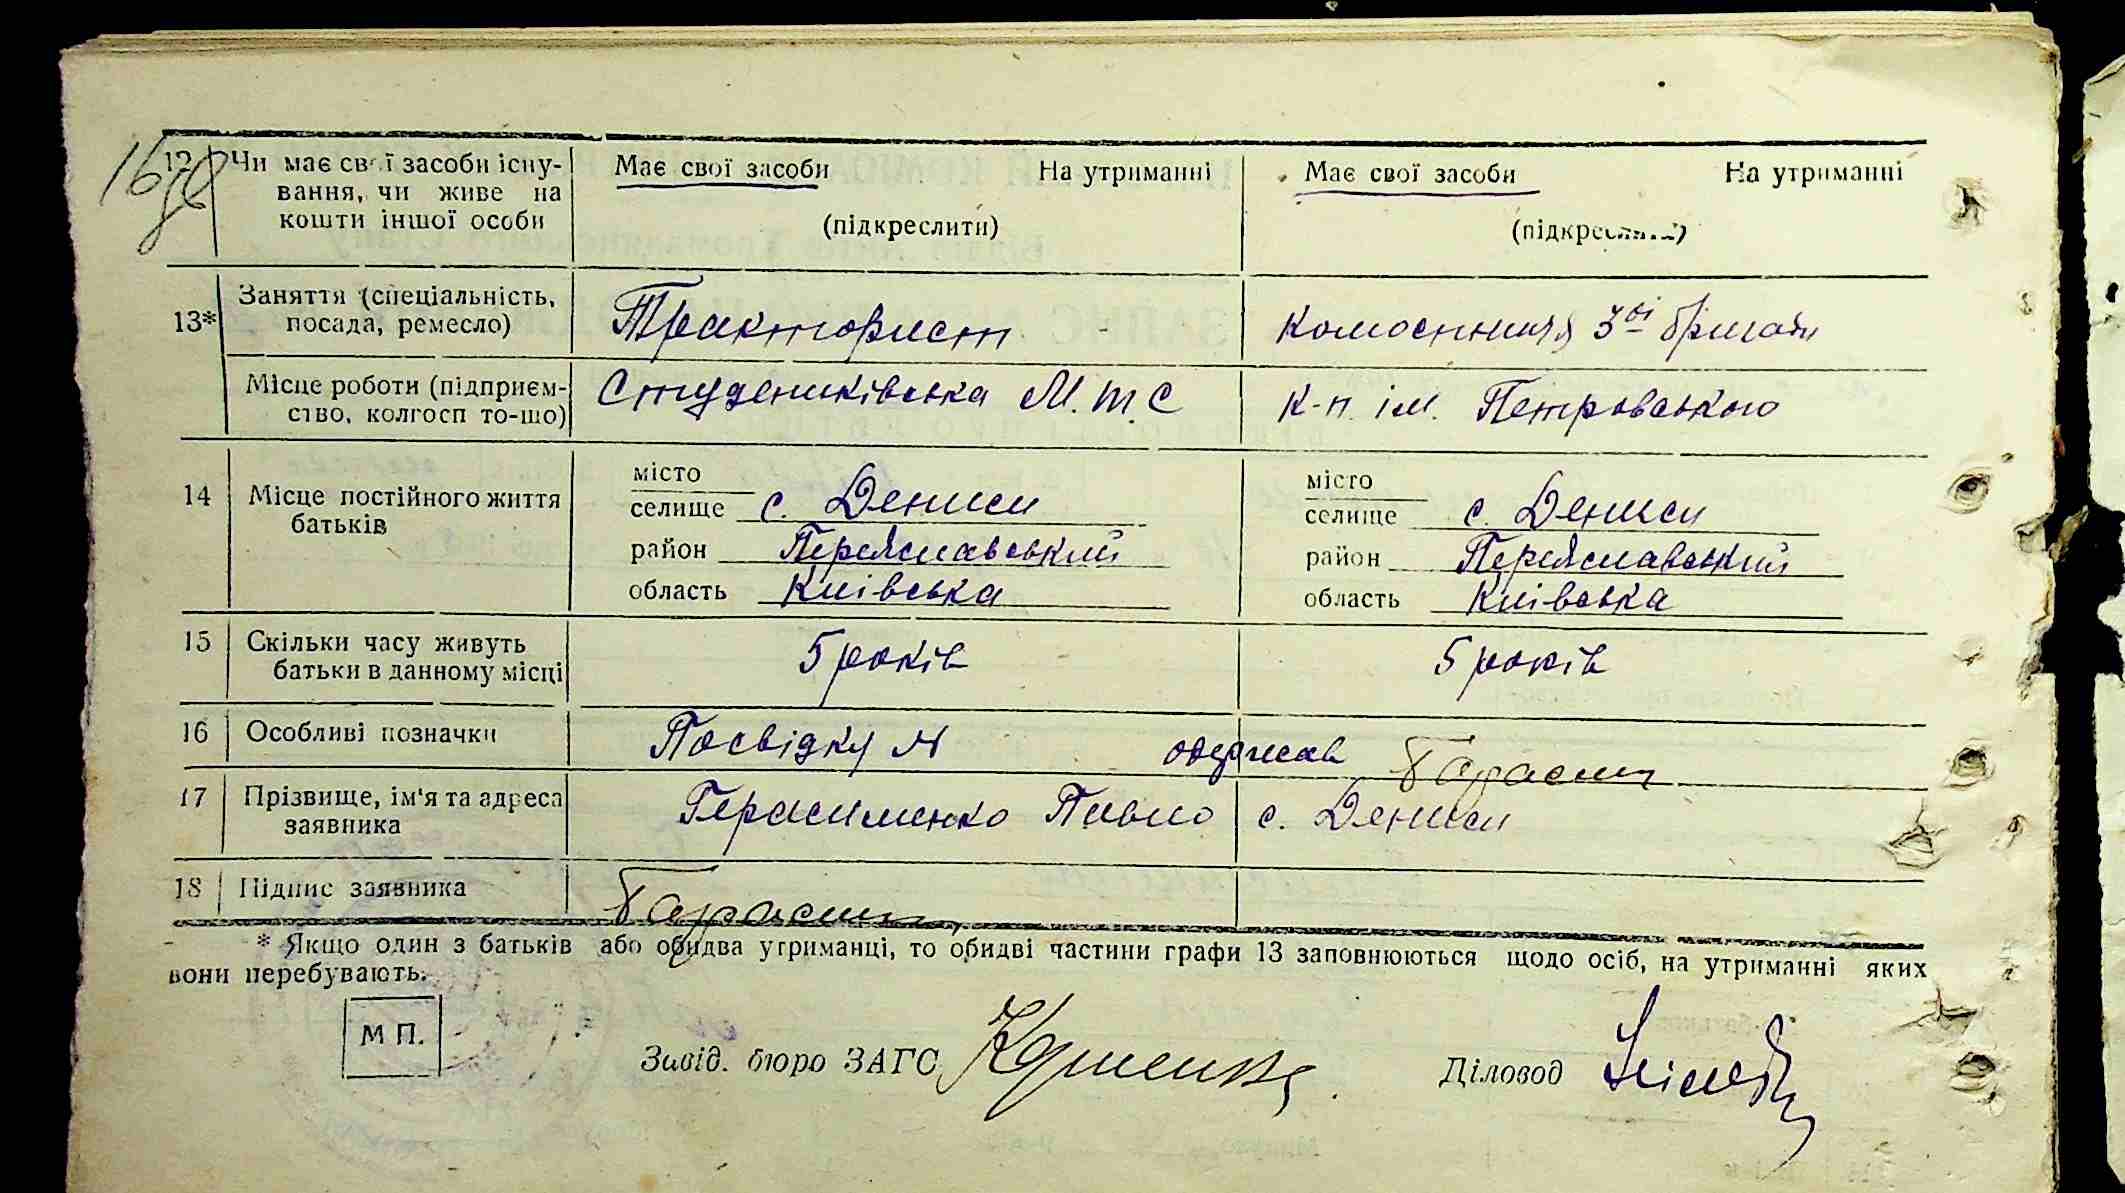 16
12 Чи має свої засоби існу-
вання, чи живе на
кошти іншої особи
Має свої засоби На утриманні
(підкреслити)
Має свої засоби На утриманні
(підкреслити)
13* Заняття (спеціальність,
посада, ремесло)
Тракторист
колоспниця 3ої бригади
Місце роботи (підприєм-
ство, колгосп то-що)
Студениківська М.Т.С
к-п. ім. Петровського
14 Місце постійного життя
батьків
місто
селище с. Дениси
район Переяславський
область Київська
місто
селище с. Дениси
район Переяславський
область Київська
15 Скільки часу живуть
батьки в данному місці
5 років
5 років
16 Особливі позначки
Посвідку № одержав
17 Прізвище, ім'я та адреса
заявника
Герасименко Павло с. Дениси
18 Підпис заявника
* Якщо один з батьків або обидва утриманці, то обидві частини графи 13 заповнюються щодо осіб, на утриманні яких
вони перебувають.
М П.
Завід. бюро ЗАГС
Діловод